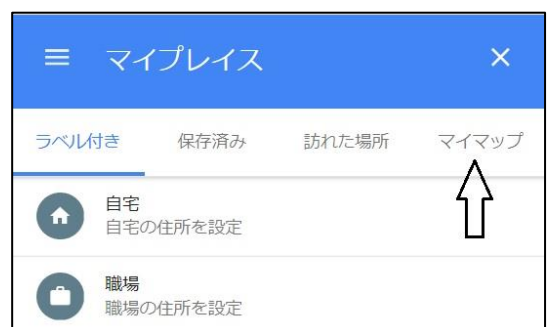 マイプレイス
ラベル付き 保存済み 訪れた場所 マイマップ
自宅
自宅の住所を設定
職場
職場の住所を設定